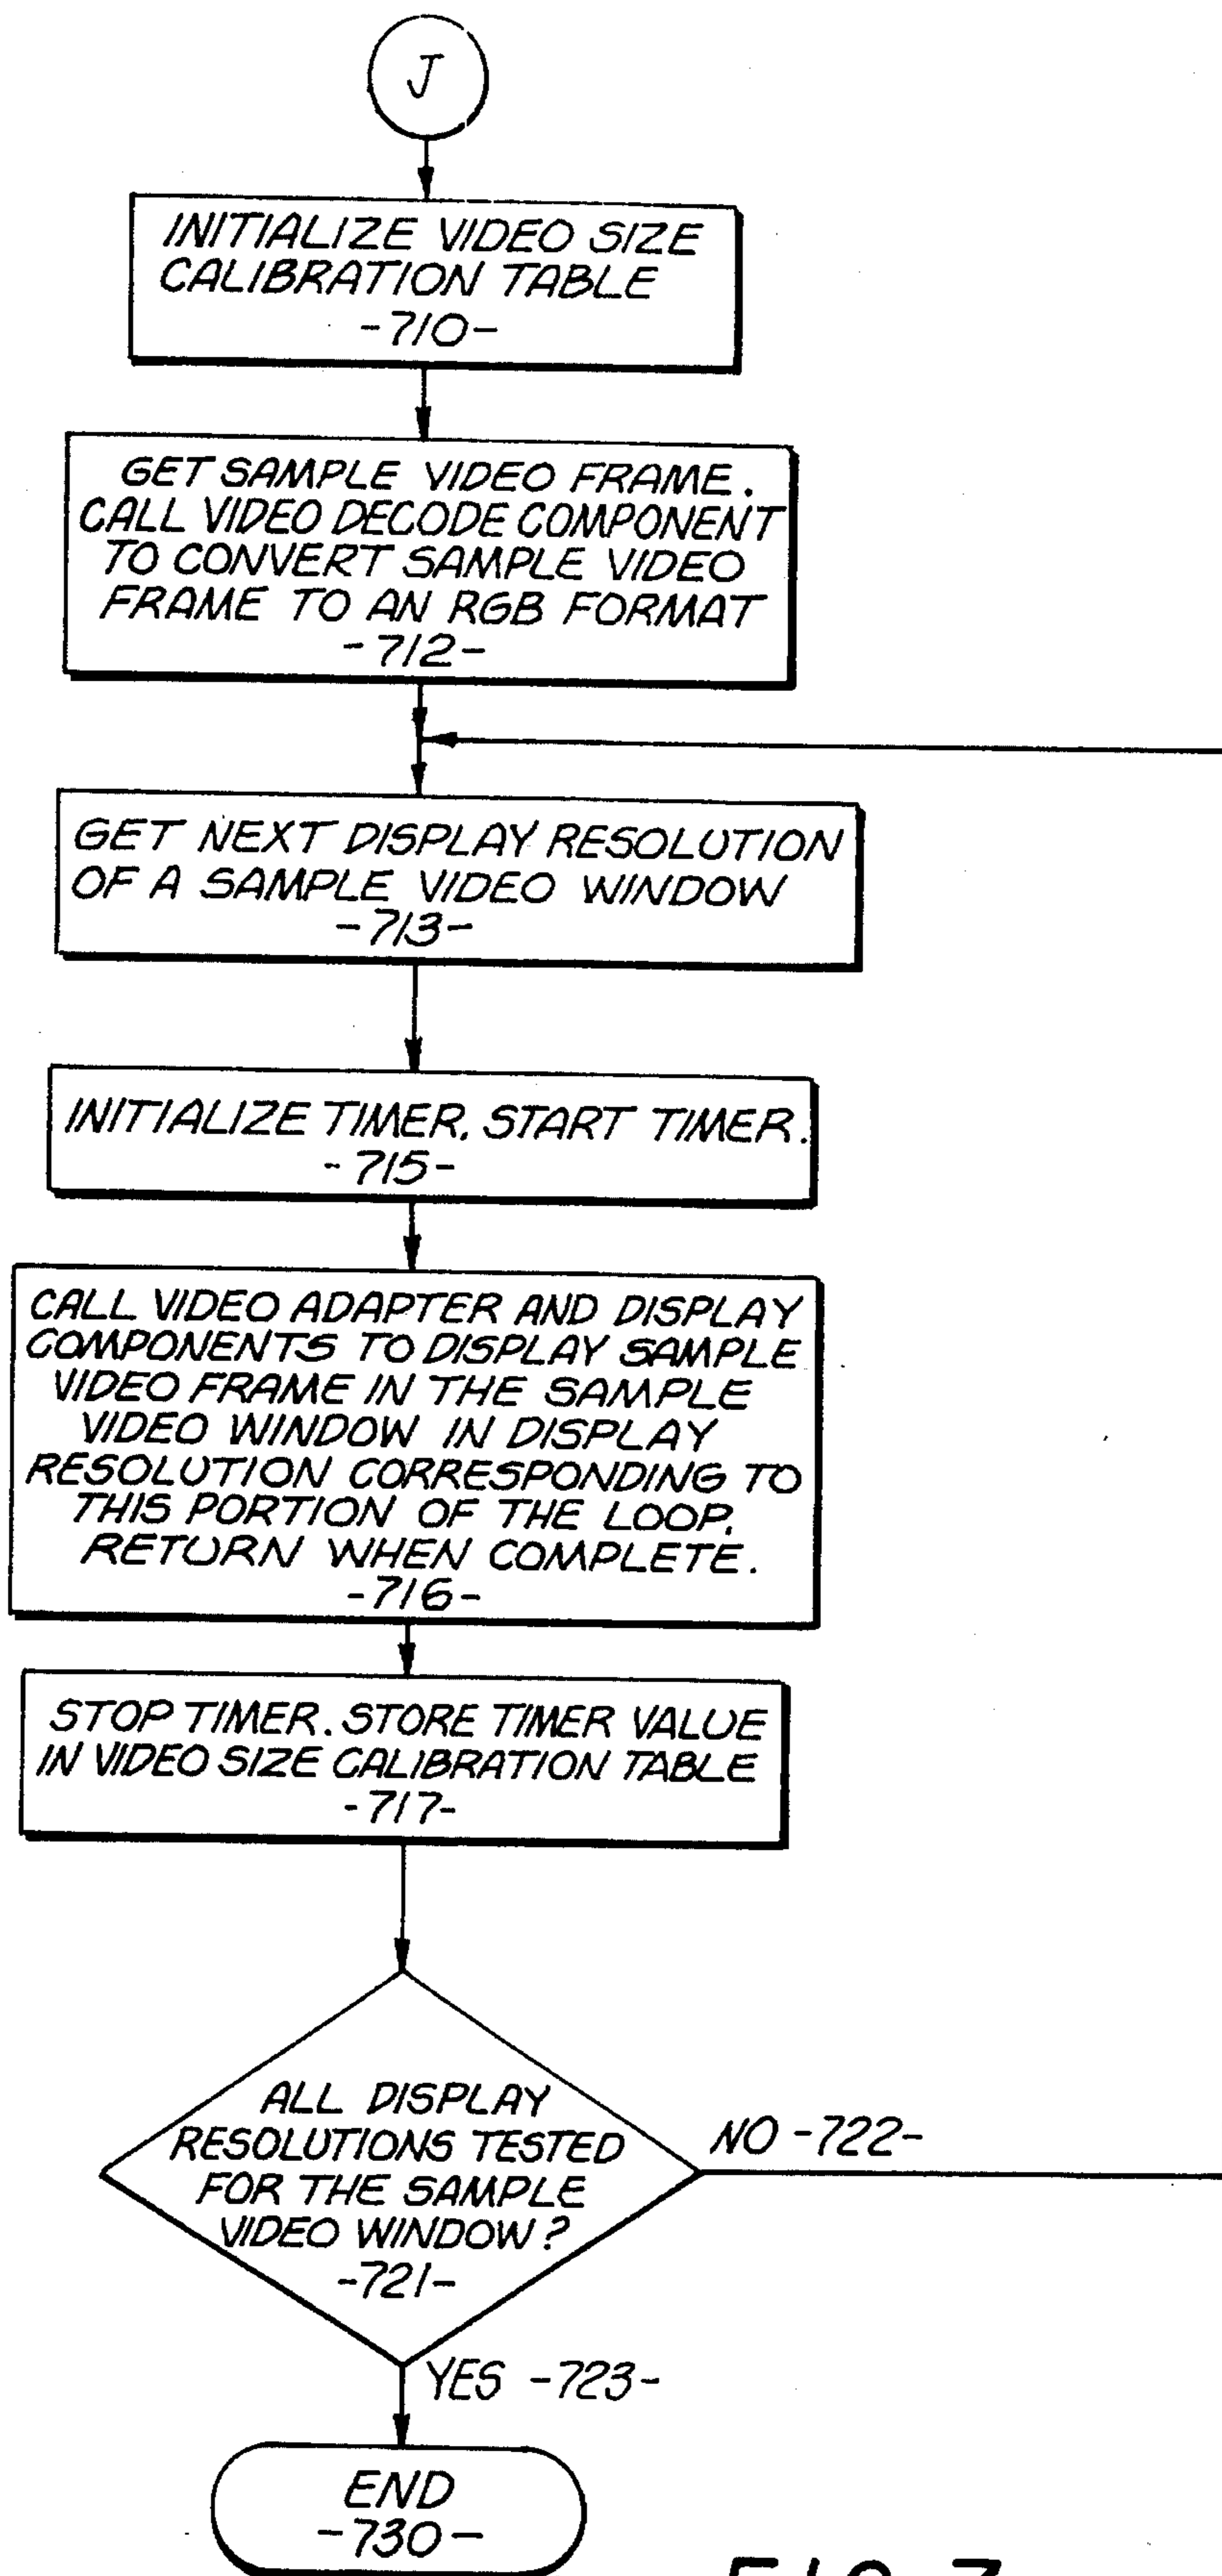 J
INITIALIZE VIDEO SIZE
CALIBRATION TABLE
-710-
GET SAMPLE VIDEO FRAME.
CALL VIDEO DECODE COMPONENT
TO CONVERT SAMPLE VIDEO
FRAME TO AN RGB FORMAT
-712-
GET NEXT DISPLAY RESOLUTION
OF A SAMPLE VIDEO WINDOW
-713-
INITIALIZE TIMER. START TIMER.
-715-
CALL VIDEO ADAPTER AND DISPLAY
COMPONENTS TO DISPLAY SAMPLE
VIDEO FRAME IN THE SAMPLE
VIDEO WINDOW IN DISPLAY
RESOLUTION CORRESPONDING TO
THIS PORTION OF THE LOOP.
RETURN WHEN COMPLETE.
-716-
STOP TIMER. STORE TIMER VALUE
IN VIDEO SIZE CALIBRATION TABLE
-717-
ALL DISPLAY
RESOLUTIONS TESTED
FOR THE SAMPLE
VIDEO WINDOW?
-721-
NO -722-
YES -723-
END
-730-